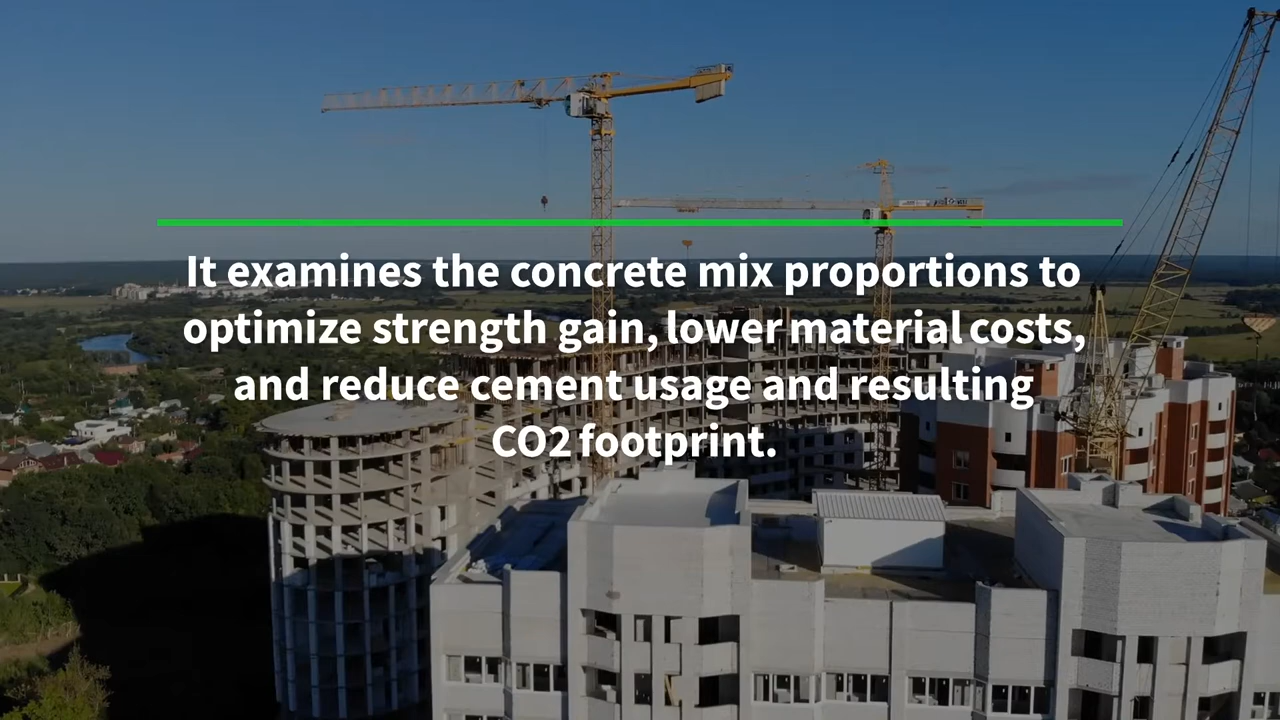 It examines the concrete mix proportions to
optimize strength gain, lower material costs,
and reduce cement usage and resulting
CO2 footprint.